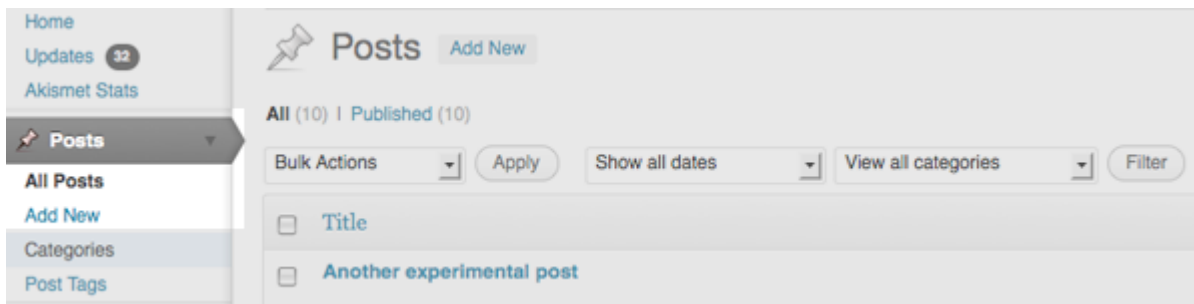 Home
Updates 32
Akismet Stats
Posts
All Posts
Add New
Categories
Post Tags
Posts Add New
All (10) | Published (10)
Bulk Actions Apply Show all dates View all categories Filter
Title
Another experimental post